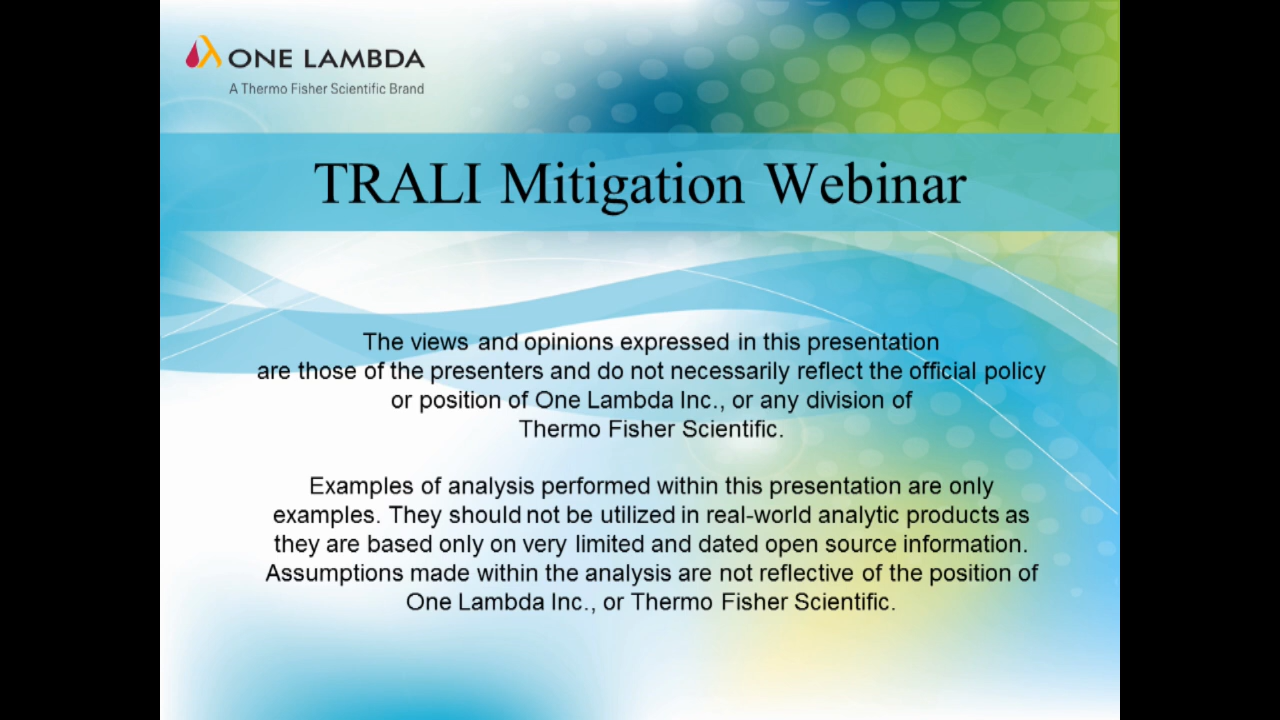 ONE LAMBDA
A Thermo Fisher Scientific Brand
TRALI Mitigation Webinar
The views and opinions expressed in this presentation
are those of the presenters and do not necessarily reflect the official policy
or position of One Lambda Inc., or any division of
Thermo Fisher Scientific.
Examples of analysis performed within this presentation are only
examples. They should not be utilized in real-world analytic products as
they are based only on very limited and dated open source information.
Assumptions made within the analysis are not reflective of the position of
One Lambda Inc., or Thermo Fisher Scientific.